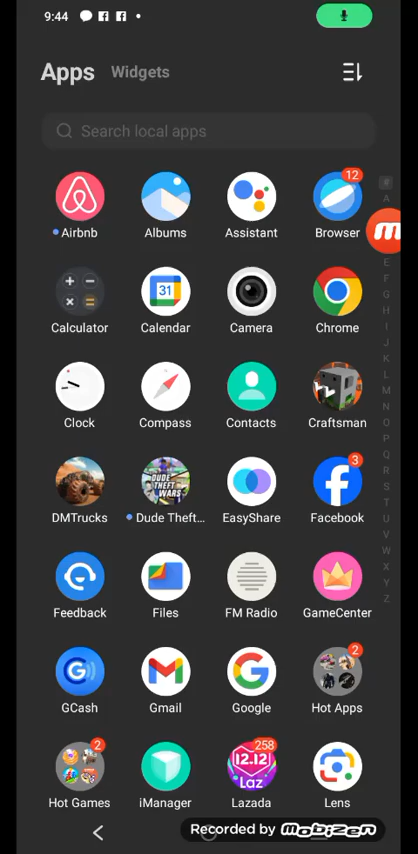 9:44
Apps Widgets
Search local apps
12
Airbnb Albums Assistant Browser
31
Calculator Calendar Camera Chrome
Clock Compass Contacts Craftsman
DUDE THEFT WARS
3
DMTrucks Dude Theft... EasyShare Facebook
Feedback Files FM Radio GameCenter
2
GCash Gmail Google Hot Apps
2
258
12.12
Laz
Hot Games iManager Lazada Lens
#
A
E
F
G
H
I
J
K
L
M
N
O
P
Q
R
S
T
U
V
W
X
Y
Z
Recorded by mobizen